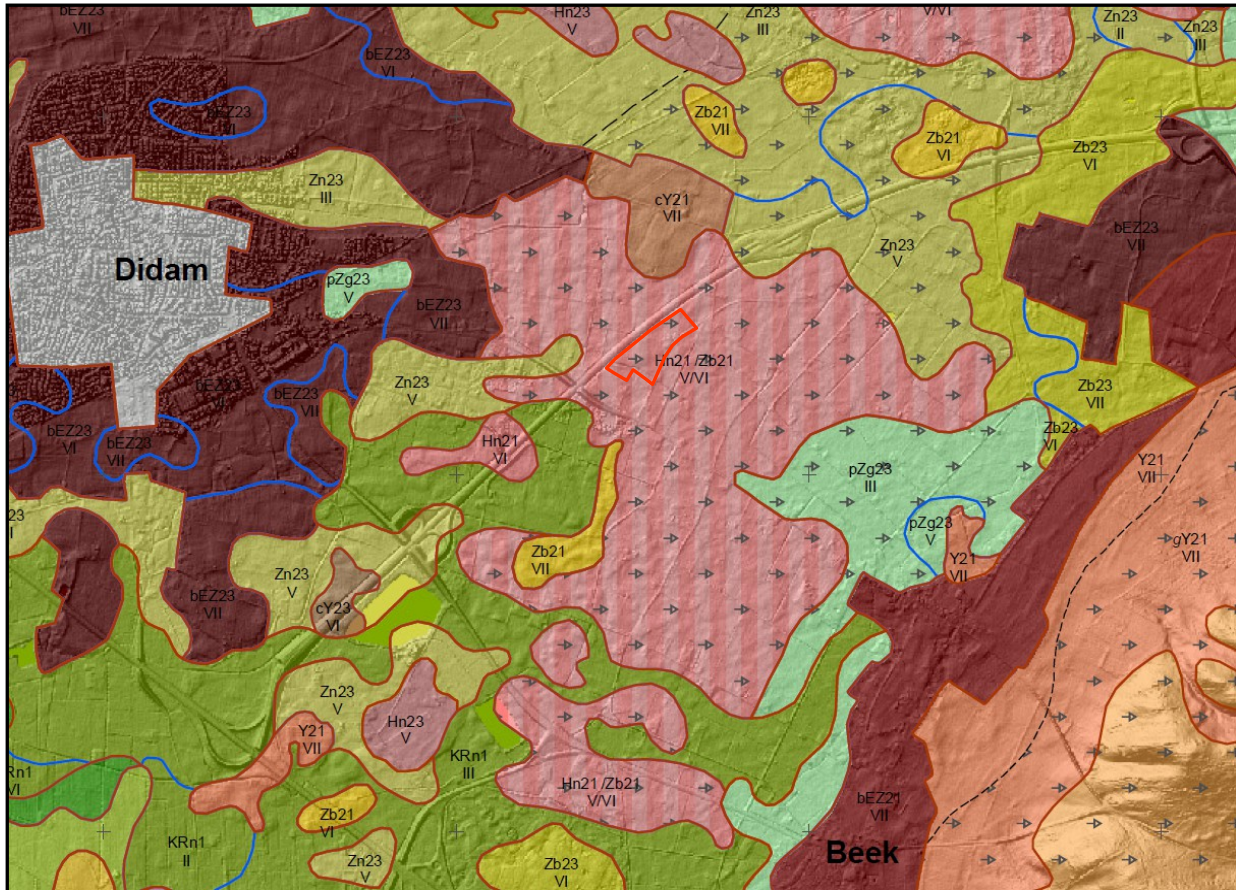 bEZ23
VII
Hn23
V
Zn23
III
V/VI
Zn23
II
Zn23
III
bEZ23
VI
bEZ23
VI
Zb21
VII
Zb21
VI
Zb23
VI
Zn23
III
cY21
VII
bEZ23
VII
Zn23
V
Didam
pZg23
V
bEZ23
VII
Hn21 /Zb21
V/VI
Zn23
V
bEZ23
VII
Zb23
VII
bEZ23
VI
bEZ23
VII
Hn21
VI
Zb23
VI
pZg23
III
Y21
VII
pZg23
V
gY21
VII
Zb21
VII
Y21
VII
Zn23
V
bEZ23
VII
cY23
VI
Zn23
V
Hn23
V
Y21
VII
KRn1
III
Hn21 /Zb21
V/VI
Zb21
VI
bEZ21
VII
KRn1
II
Zn23
V
Zb23
VI
Beek